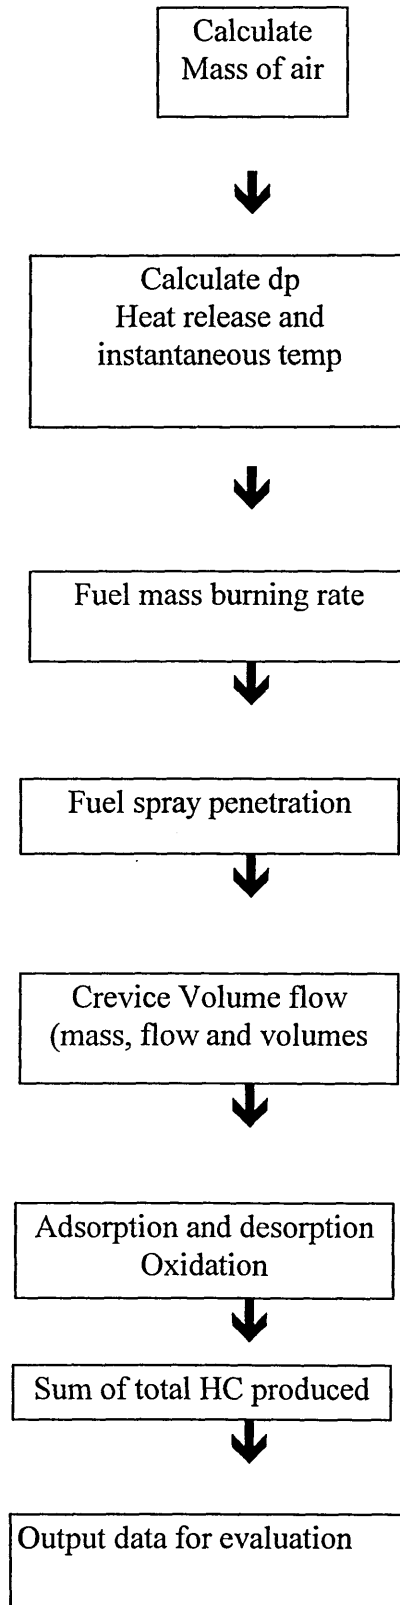 Calculate
Mass of air
Calculate dp
Heat release and
instantaneous temp
Fuel mass burning rate
Fuel spray penetration
Crevice Volume flow
(mass, flow and volumes
Adsorption and desorption
Oxidation
Sum of total HC produced
Output data for evaluation